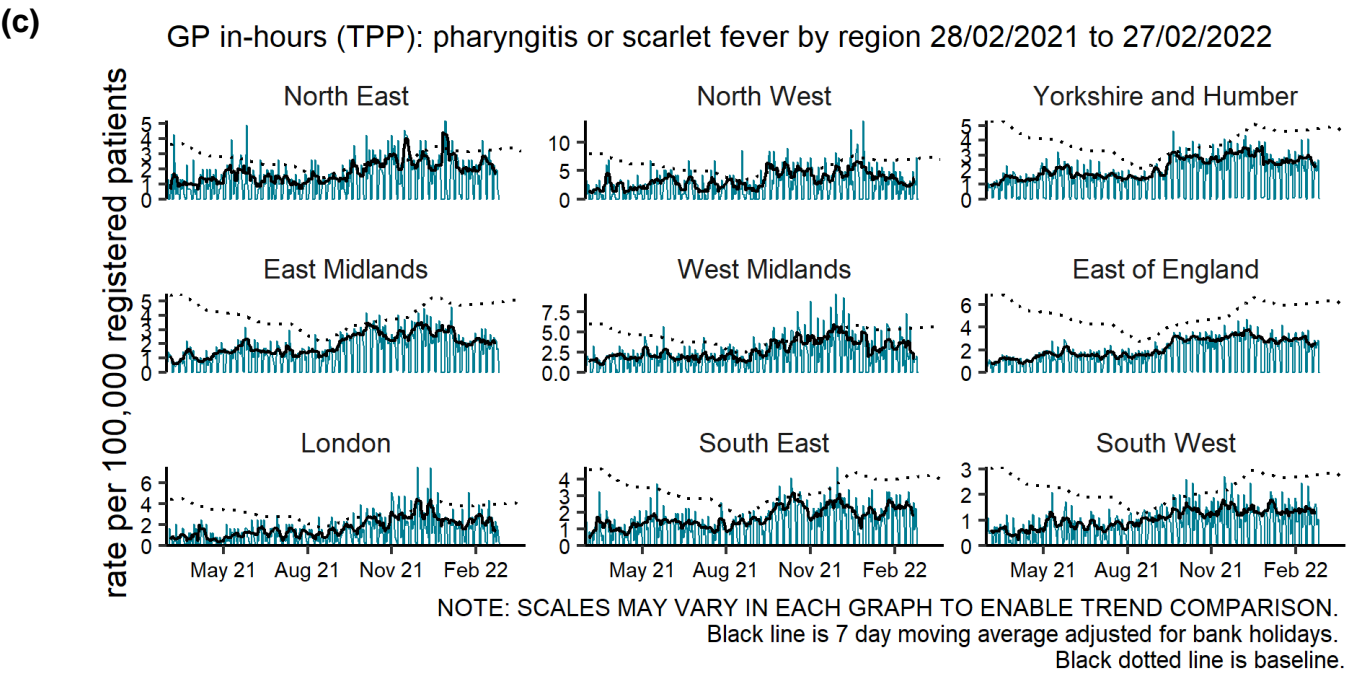 (c)
GP in-hours (TPP): pharyngitis or scarlet fever by region 28/02/2021 to 27/02/2022
rate per 100,000 registered patients
North East
5
4
3
2
1
0
North West
10
5
0
Yorkshire and Humber
5
4
3
2
1
0
East Midlands
5
4
3
2
1
0
West Midlands
7.5
5.0
2.5
0.0
East of England
6
4
2
0
London
6
4
2
0
South East
4
3
2
1
0
South West
3
2
1
0
May 21 Aug 21 Nov 21 Feb 22
May 21 Aug 21 Nov 21 Feb 22
May 21 Aug 21 Nov 21 Feb 22
NOTE: SCALES MAY VARY IN EACH GRAPH TO ENABLE TREND COMPARISON.
Black line is 7 day moving average adjusted for bank holidays.
Black dotted line is baseline.